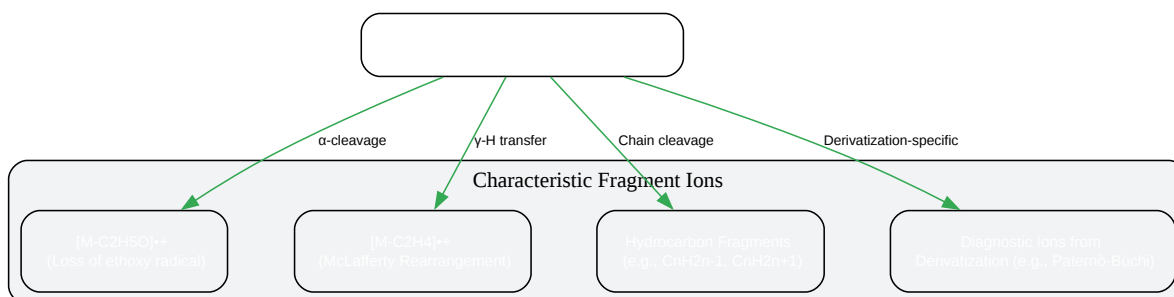 α-cleavage
γ-H transfer
Chain cleavage
Derivatization-specific
Characteristic Fragment Ions
[M-C2H5O]•+
(Loss of ethoxy radical)
[M-C2H4]•+
(McLafferty Rearrangement)
Hydrocarbon Fragments
(e.g., CnH2n-1, CnH2n+1)
Diagnostic Ions from
Derivatization (e.g., Paternò-Büchi)